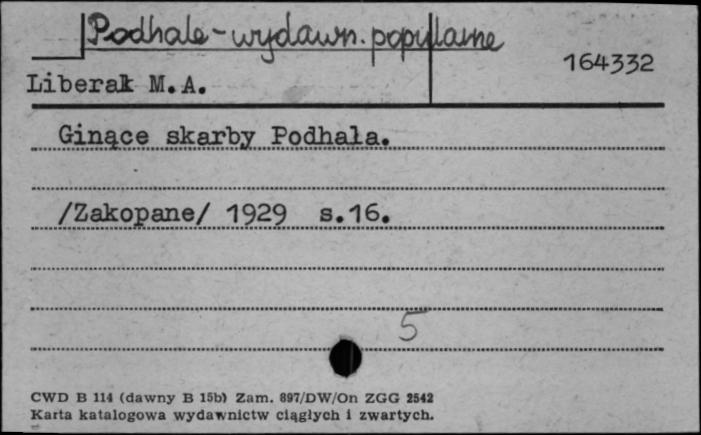 Podhale - wydawn. popularne
164332
Liberak M.A.
Ginące skarby Podhala.
/Zakopane/ 1929 s.16.
5
CWD B 114 (dawny B 15b) Zam. 897/DW/On ZGG 2542
Karta katalogowa wydawnictw ciągłych i zwartych.